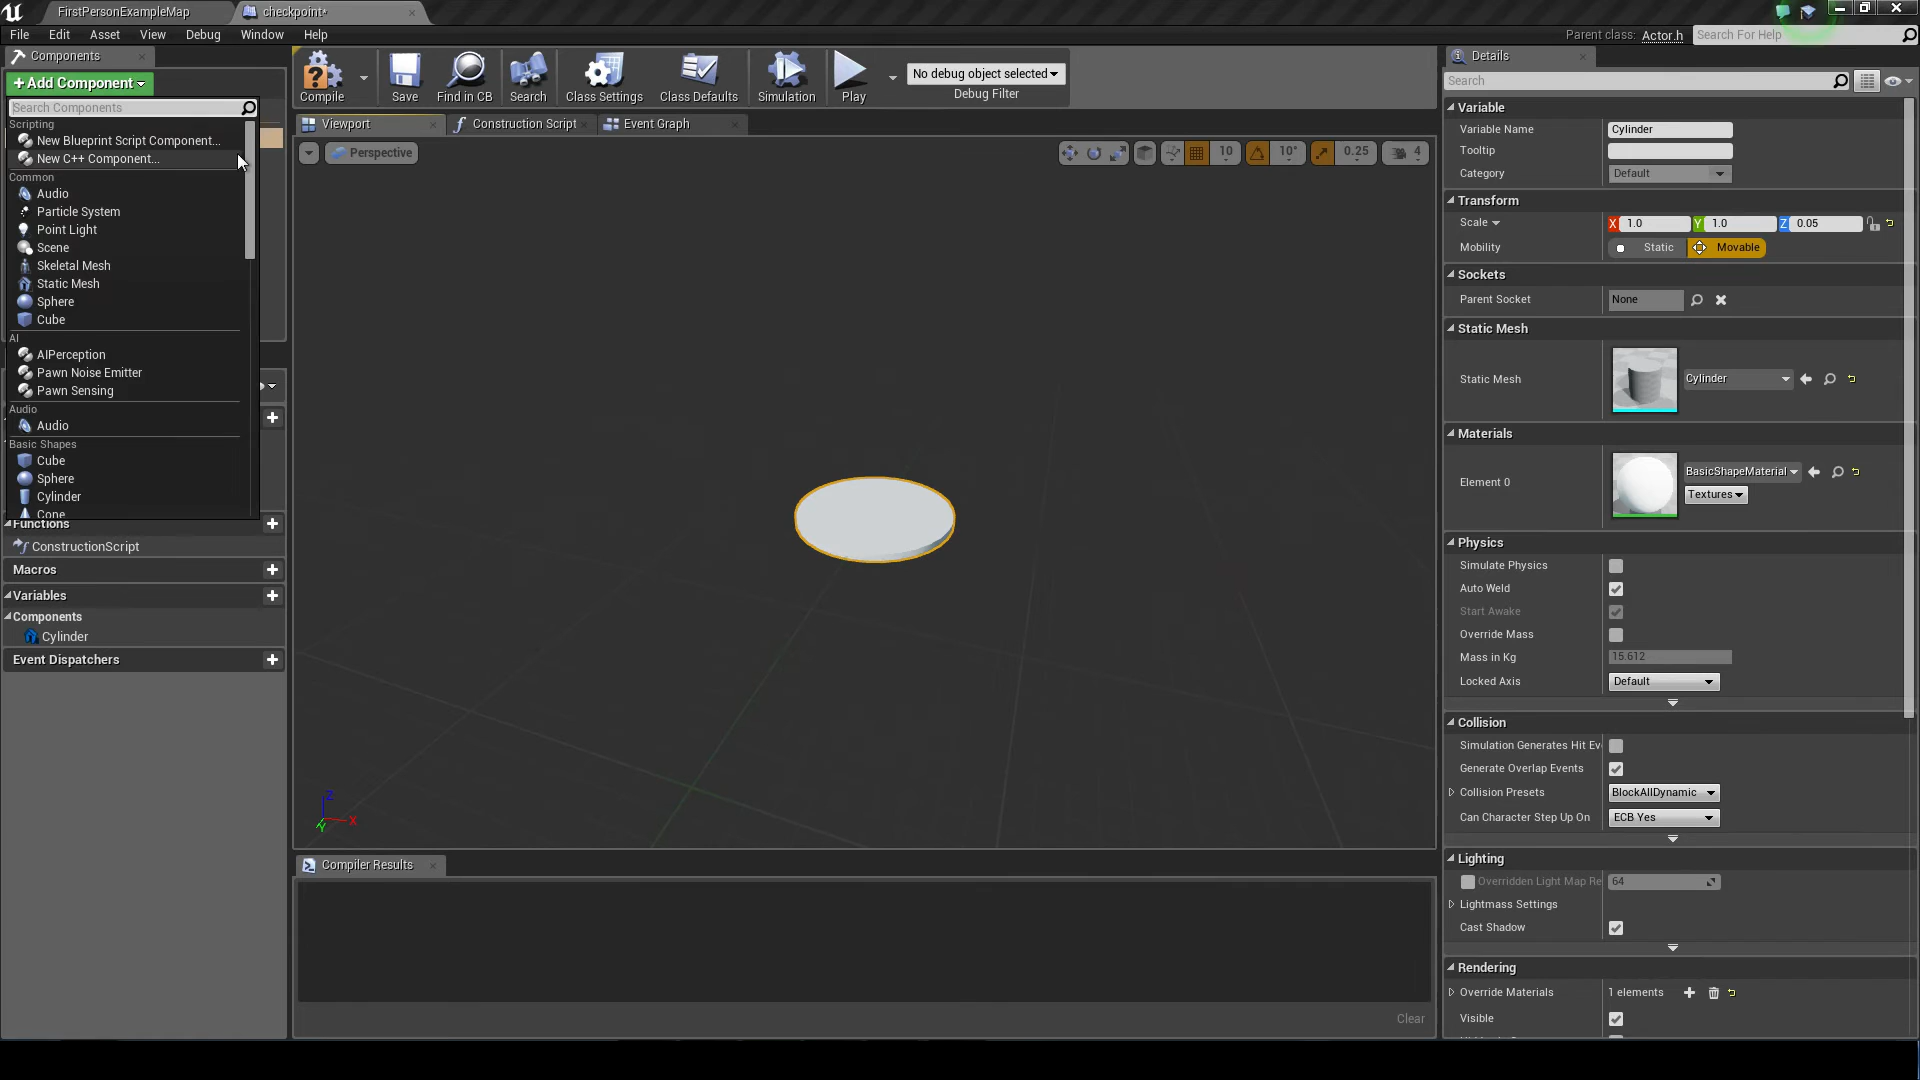 FirstPersonExampleMap
checkpoint*
File Edit Asset View Debug Window Help
Parent class: Actor.h
Search For Help
Components
+Add Component
Search Components
Scripting
New Blueprint Script Component...
New C++ Component...
Common
Audio
Particle System
Point Light
Scene
Skeletal Mesh
Static Mesh
Sphere
Cube
AI
AIPerception
Pawn Noise Emitter
Pawn Sensing
Audio
Audio
Basic Shapes
Cube
Sphere
Cylinder
Cone
Functions
ConstructionScript
Macros
Variables
Components
Cylinder
Event Dispatchers
Compile Save Find in CB Search Class Settings Class Defaults Simulation Play
No debug object selected
Debug Filter
Viewport Construction Script Event Graph
Perspective
10 10° 0.25 4
Z
X
Y
Compiler Results
Clear
Details
Search
Variable
Variable Name Cylinder
Tooltip
Category Default
Transform
Scale X 1.0 Y 1.0 Z 0.05
Mobility Static Movable
Sockets
Parent Socket None
Static Mesh
Static Mesh Cylinder
Materials
Element 0 BasicShapeMaterial
Textures
Physics
Simulate Physics
Auto Weld
Start Awake
Override Mass
Mass in Kg 15.612
Locked Axis Default
Collision
Simulation Generates Hit Ev
Generate Overlap Events
Collision Presets BlockAllDynamic
Can Character Step Up On ECB Yes
Lighting
Overridden Light Map Re 64
Lightmass Settings
Cast Shadow
Rendering
Override Materials 1 elements
Visible